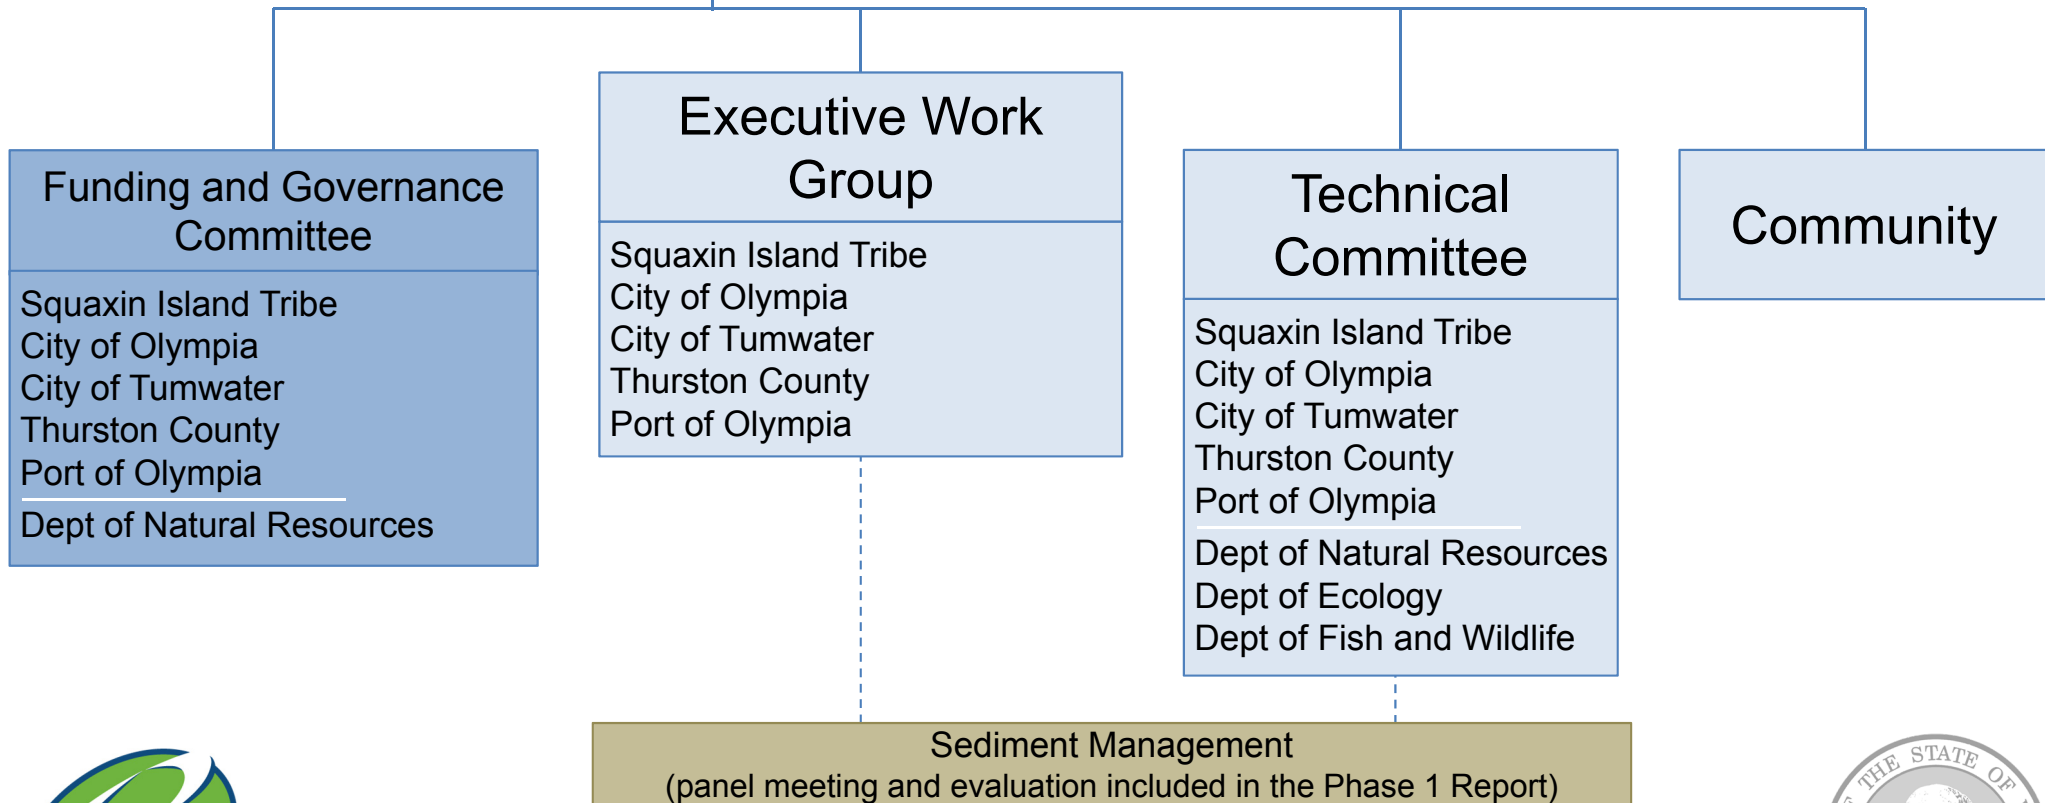 Funding and Governance
Committee
Squaxin Island Tribe
City of Olympia
City of Tumwater
Thurston County
Port of Olympia
Dept of Natural Resources
Executive Work
Group
Squaxin Island Tribe
City of Olympia
City of Tumwater
Thurston County
Port of Olympia
Technical
Committee
Squaxin Island Tribe
City of Olympia
City of Tumwater
Thurston County
Port of Olympia
Dept of Natural Resources
Dept of Ecology
Dept of Fish and Wildlife
Community
Sediment Management
(panel meeting and evaluation included in the Phase 1 Report)
THE STATE OF